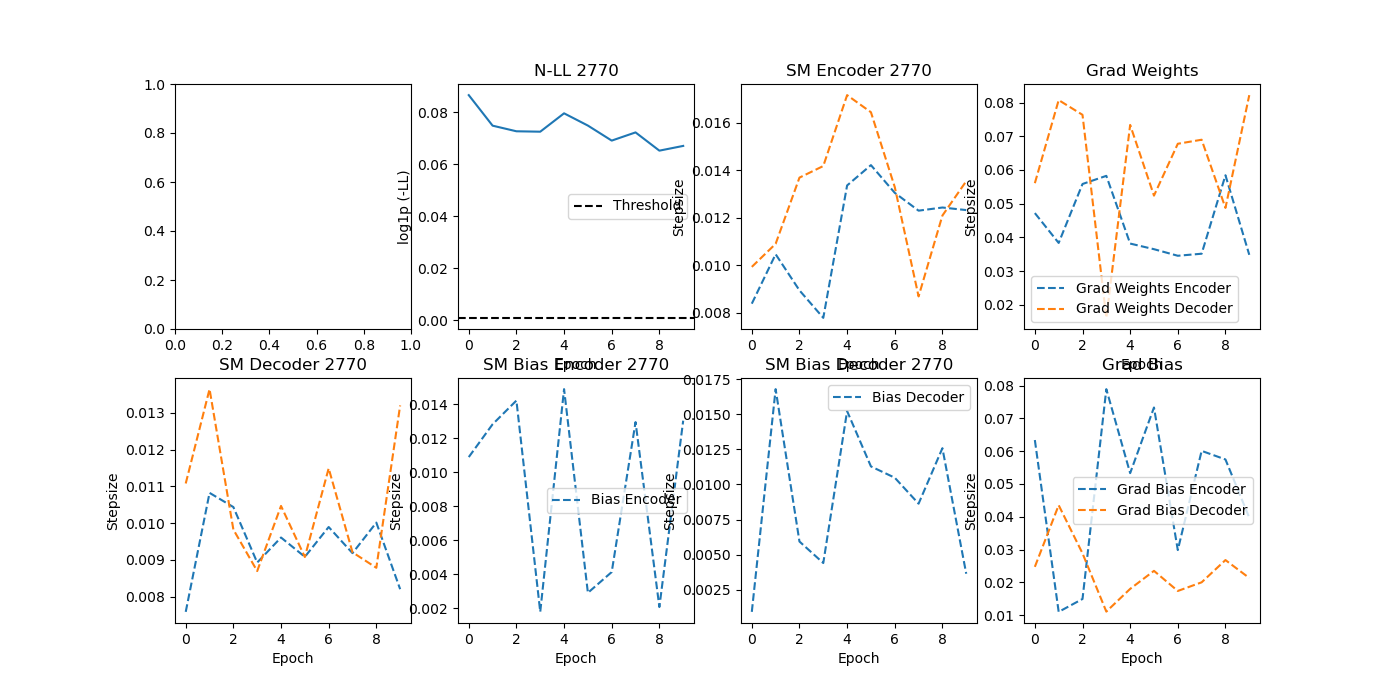 N-LL 2770
SM Encoder 2770
Grad Weights
1.0
0.8
0.6
0.4
0.2
0.0
0.0 0.2 0.4 0.6 0.8 1.0
log1p (-LL)
0.08
0.06
0.04
0.02
0.00
Threshold
0 2 4 6 8
Epoch
Stepsize
0.016
0.014
0.012
0.010
0.008
0 2 4 6 8
Epoch
Stepsize
0.08
0.07
0.06
0.05
0.04
0.03
0.02
Grad Weights Encoder
Grad Weights Decoder
0 2 4 6 8
Epoch
SM Decoder 2770
SM Bias Encoder 2770
SM Bias Decoder 2770
Grad Bias
Stepsize
0.013
0.012
0.011
0.010
0.009
0.008
0 2 4 6 8
Epoch
Stepsize
0.014
0.012
0.010
0.008
0.006
0.004
0.002
Bias Encoder
0 2 4 6 8
Epoch
Stepsize
0.0175
0.0150
0.0125
0.0100
0.0075
0.0050
0.0025
Bias Decoder
0 2 4 6 8
Epoch
Stepsize
0.08
0.07
0.06
0.05
0.04
0.03
0.02
0.01
Grad Bias Encoder
Grad Bias Decoder
0 2 4 6 8
Epoch